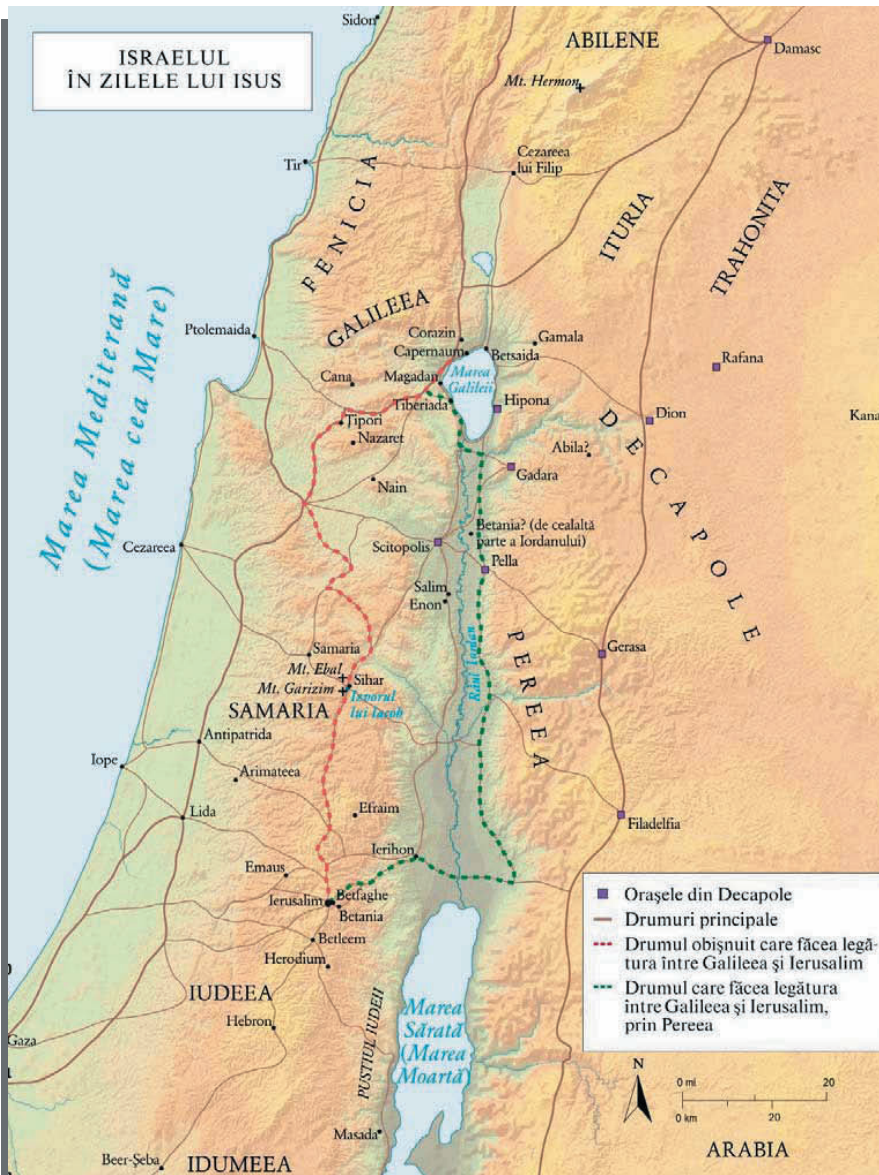 ISRAELUL
ÎN ZILELE LUI ISUS
Sidon
ABILENE
Damasc
Mt. Hermon
Tir
Cezareea
lui Filip
FENICIA
ITURIA
TRAHONITA
Marea Mediterană
(Marea cea Mare)
GALILEEA
Ptolemaida
Corazin
Capernaum
Betsaida
Gamala
Rafana
Cana
Magadan
Marea
Galileii
Tiberiada
Hipona
Dion
Kana
Țipori
Nazaret
Abila?
DECAPOLE
Gadara
Nain
Cezareea
Scitopolis
Betania? (de cealaltă
parte a Iordanului)
Pella
Salim
Enon
Râul Iordan
PEREEA
Gerasa
Samaria
Mt. Ebal
Sihar
Mt. Garizim
Izvorul
lui Iacob
SAMARIA
Antipatrida
Iope
Arimateea
Efraim
Lida
Filadelfia
Ierihon
Emaus
Ierusalim
Betfaghe
Betania
Betleem
Herodium
IUDEEA
Hebron
Gaza
PUSTIUL IUDEII
Marea
Sărată
(Marea
Moartă)
Masada
Beer-Șeba
IDUMEEA
ARABIA
Orașele din Decapole
Drumuri principale
Drumul obișnuit care făcea legă-
tura între Galileea și Ierusalim
Drumul care făcea legătura
între Galileea și Ierusalim,
prin Pereea
N
0 mi 20
0 km 20